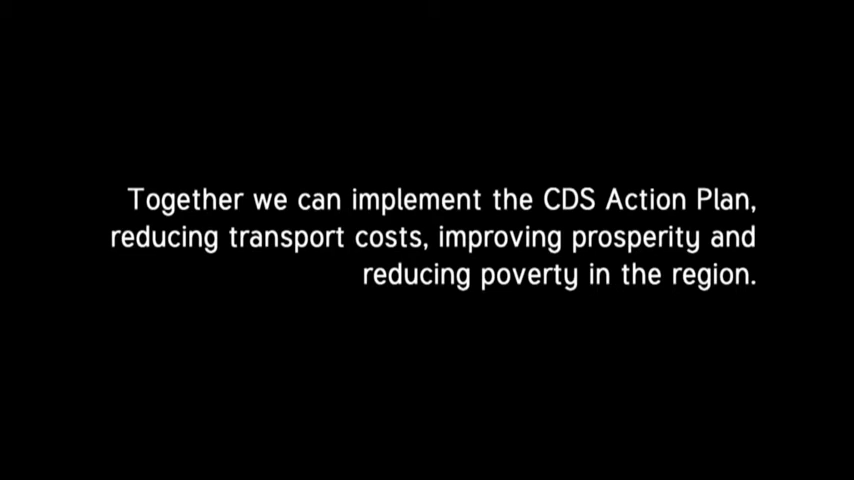 Together we can implement the CDS Action Plan,
reducing transport costs, improving prosperity and
reducing poverty in the region.